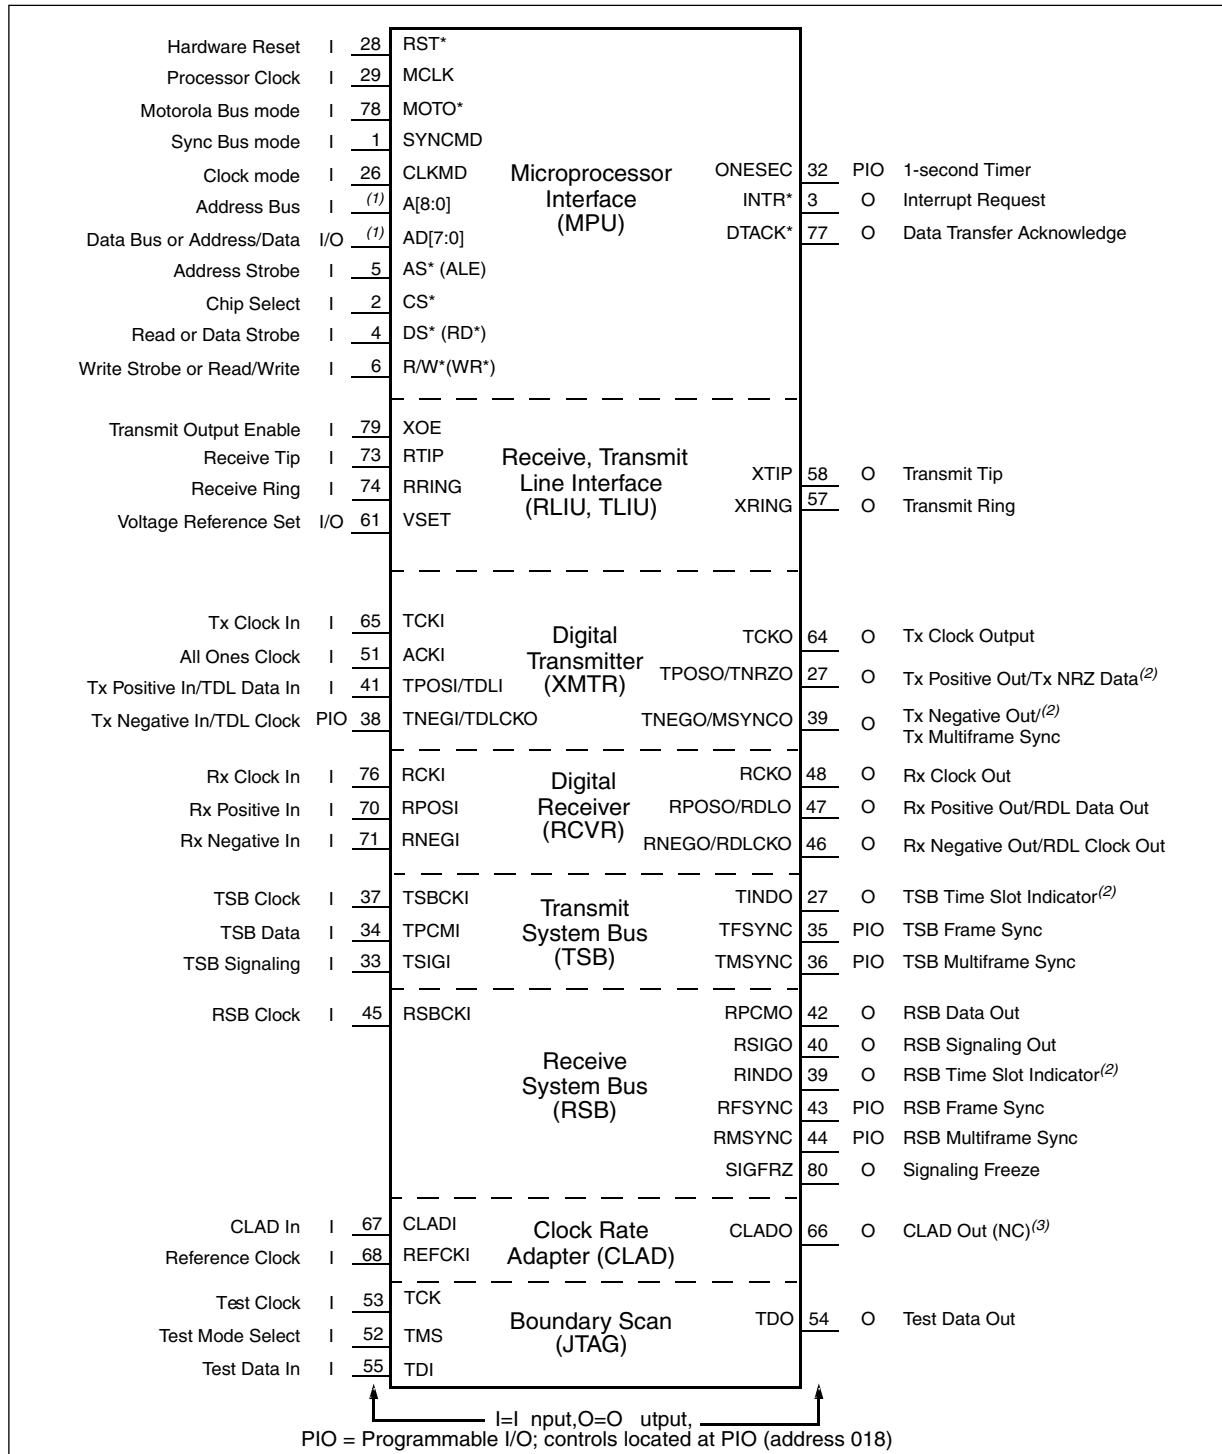 Hardware Reset I 28 RST*
Processor Clock I 29 MCLK
Motorola Bus mode I 78 MOTO*
Sync Bus mode I 1 SYNCMD
Clock mode I 26 CLKMD
Address Bus I (1) A[8:0]
Data Bus or Address/Data I/O (1) AD[7:0]
Address Strobe I 5 AS* (ALE)
Chip Select I 2 CS*
Read or Data Strobe I 4 DS* (RD*)
Write Strobe or Read/Write I 6 R/W*(WR*)
Microprocessor
Interface
(MPU)
ONESEC 32 PIO 1-second Timer
INTR* 3 O Interrupt Request
DTACK* 77 O Data Transfer Acknowledge
Transmit Output Enable I 79 XOE
Receive Tip I 73 RTIP
Receive Ring I 74 RRING
Voltage Reference Set I/O 61 VSET
Receive, Transmit
Line Interface
(RLIU, TLIU)
XTIP 58 O Transmit Tip
XRING 57 O Transmit Ring
Tx Clock In I 65 TCKI
All Ones Clock I 51 ACKI
Tx Positive In/TDL Data In I 41 TPOSI/TDLI
Tx Negative In/TDL Clock PIO 38 TNEGI/TDLCKO
Digital
Transmitter
(XMTR)
TCKO 64 O Tx Clock Output
TPOSO/TNRZO 27 O Tx Positive Out/Tx NRZ Data(2)
TNEGO/MSYNCO 39 O Tx Negative Out/(2)
Tx Multiframe Sync
Rx Clock In I 76 RCKI
Rx Positive In I 70 RPOSI
Rx Negative In I 71 RNEGI
Digital
Receiver
(RCVR)
RCKO 48 O Rx Clock Out
RPOSO/RDLO 47 O Rx Positive Out/RDL Data Out
RNEGO/RDLCKO 46 O Rx Negative Out/RDL Clock Out
TSB Clock I 37 TSBCKI
TSB Data I 34 TPCMI
TSB Signaling I 33 TSIGI
Transmit
System Bus
(TSB)
TINDO 27 O TSB Time Slot Indicator(2)
TFSYNC 35 PIO TSB Frame Sync
TMSYNC 36 PIO TSB Multiframe Sync
RSB Clock I 45 RSBCKI
Receive
System Bus
(RSB)
RPCMO 42 O RSB Data Out
RSIGO 40 O RSB Signaling Out
RINDO 39 O RSB Time Slot Indicator(2)
RFSYNC 43 PIO RSB Frame Sync
RMSYNC 44 PIO RSB Multiframe Sync
SIGFRZ 80 O Signaling Freeze
CLAD In I 67 CLADI
Reference Clock I 68 REFCKI
Clock Rate
Adapter (CLAD)
CLADO 66 O CLAD Out (NC)(3)
Test Clock I 53 TCK
Test Mode Select I 52 TMS
Test Data In I 55 TDI
Boundary Scan
(JTAG)
TDO 54 O Test Data Out
I=I nput,O=O utput,
PIO = Programmable I/O; controls located at PIO (address 018)